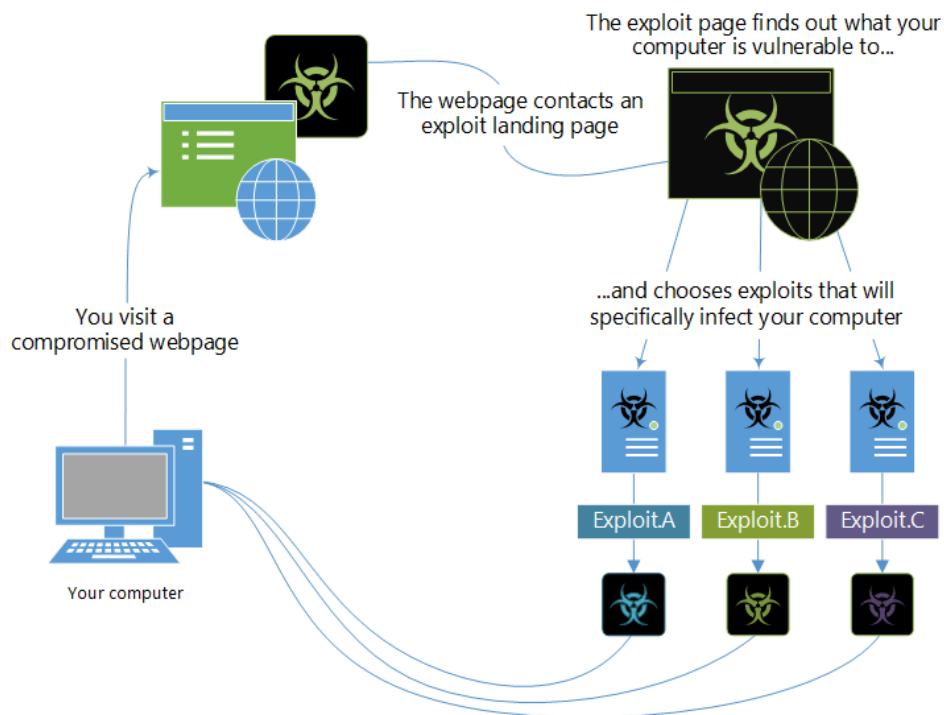 The exploit page finds out what your
computer is vulnerable to...
The webpage contacts an
exploit landing page
...and chooses exploits that will
specifically infect your computer
You visit a
compromised webpage
Exploit.A
Exploit.B
Exploit.C
Your computer